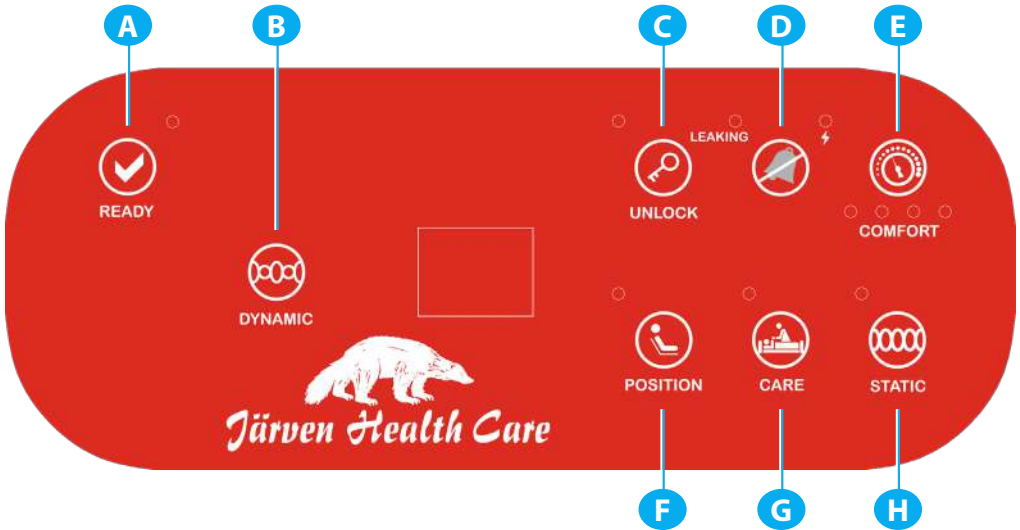 A B C D E
LEAKING
READY UNLOCK
COMFORT
DYNAMIC
POSITION CARE STATIC
Järven Health Care
F G H